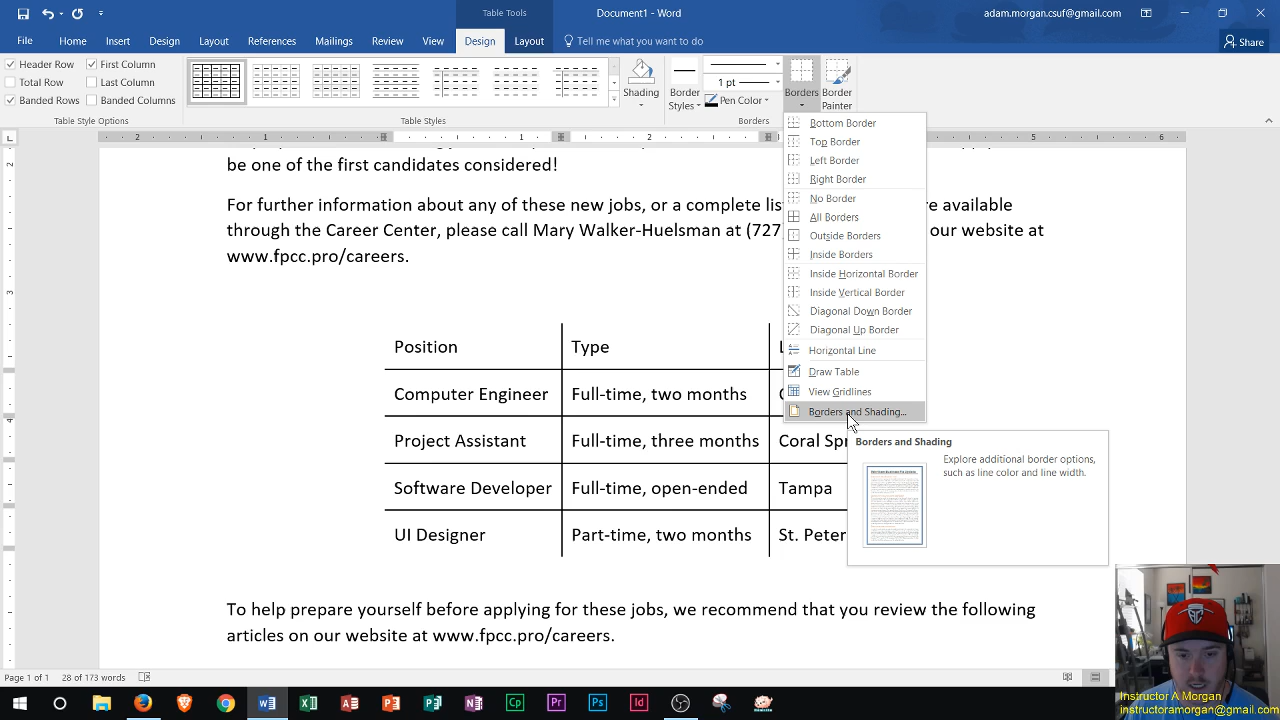 Table Tools
Document1 - Word
adam.morgan.csuf@gmail.com
File Home Insert Design Layout References Mailings Review View Design Layout Tell me what you want to do Share
Header Row First Column
Total Row Last Column
Banded Rows Banded Columns
Table Style Options
Table Styles
Shading
Border Styles
1 pt
Pen Color
Borders
Border Painter
Borders
Bottom Border
Top Border
Left Border
Right Border
No Border
All Borders
Outside Borders
Inside Borders
Inside Horizontal Border
Inside Vertical Border
Diagonal Down Border
Diagonal Up Border
Horizontal Line
Draw Table
View Gridlines
Borders and Shading...
Borders and Shading
Explore additional border options,
such as line color and line width.
L
2 1 1 2 5 6
2
3
4
be one of the first candidates considered!
For further information about any of these new jobs, or a complete lis available
through the Career Center, please call Mary Walker-Huelsman at (727 our website at
www.fpcc.pro/careers.
Position Type
Computer Engineer Full-time, two months
Project Assistant Full-time, three months Coral Spr
Software Developer Full-time, open-ended Tampa
UI Designer Part-time, two months St. Peter
To help prepare yourself before applying for these jobs, we recommend that you review the following
articles on our website at www.fpcc.pro/careers.
Page 1 of 1 28 of 173 words
Instructor A Morgan
instructoramorgan@gmail.com